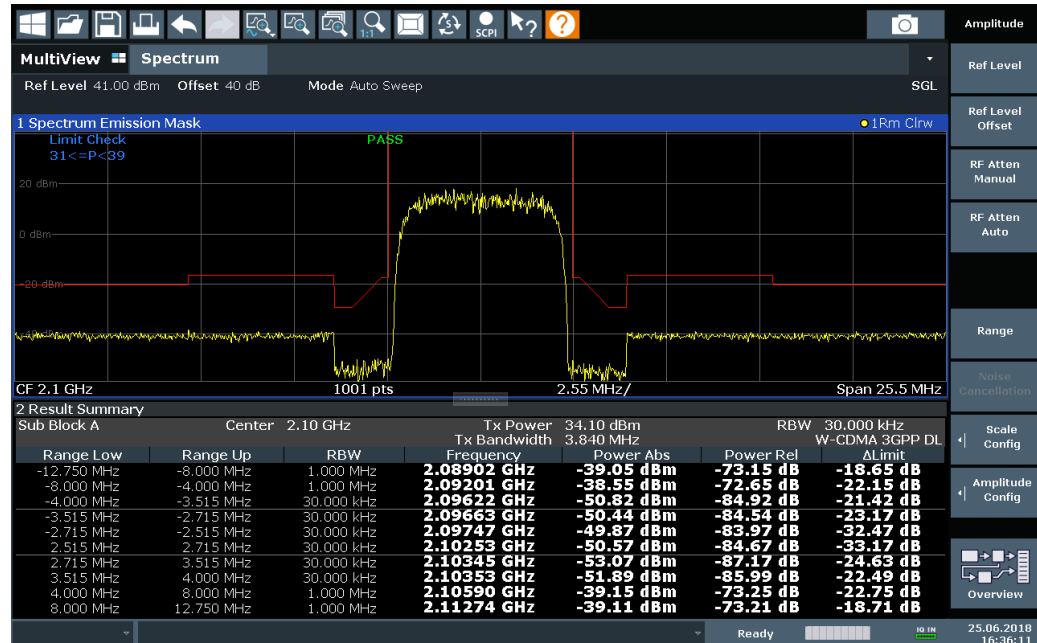 1:1 SCPI ? ?
Amplitude
MultiView Spectrum
Ref Level 41.00 dBm Offset 40 dB Mode Auto Sweep SGL
1 Spectrum Emission Mask 1Rm Clrw
Limit Check PASS
31<=P<39
20 dBm
0 dBm
-20 dBm
-40 dBm
CF 2.1 GHz 1001 pts 2.55 MHz/ Span 25.5 MHz
2 Result Summary
Sub Block A Center 2.10 GHz Tx Power 34.10 dBm RBW 30.000 kHz
Tx Bandwidth 3.840 MHz W-CDMA 3GPP DL
Range Low Range Up RBW Frequency Power Abs Power Rel ΔLimit
-12.750 MHz -8.000 MHz 1.000 MHz 2.08902 GHz -39.05 dBm -73.15 dB -18.65 dB
-8.000 MHz -4.000 MHz 1.000 MHz 2.09201 GHz -38.55 dBm -72.65 dB -22.15 dB
-4.000 MHz -3.515 MHz 30.000 kHz 2.09622 GHz -50.82 dBm -84.92 dB -21.42 dB
-3.515 MHz -2.715 MHz 30.000 kHz 2.09663 GHz -50.44 dBm -84.54 dB -23.17 dB
-2.715 MHz -2.515 MHz 30.000 kHz 2.09747 GHz -49.87 dBm -83.97 dB -32.47 dB
2.515 MHz 2.715 MHz 30.000 kHz 2.10253 GHz -50.57 dBm -84.67 dB -33.17 dB
2.715 MHz 3.515 MHz 30.000 kHz 2.10345 GHz -53.07 dBm -87.17 dB -24.63 dB
3.515 MHz 4.000 MHz 30.000 kHz 2.10353 GHz -51.89 dBm -85.99 dB -22.49 dB
4.000 MHz 8.000 MHz 1.000 MHz 2.10590 GHz -39.15 dBm -73.25 dB -22.75 dB
8.000 MHz 12.750 MHz 1.000 MHz 2.11274 GHz -39.11 dBm -73.21 dB -18.71 dB
Ref Level
Ref Level
Offset
RF Atten
Manual
RF Atten
Auto
Range
Noise
Cancellation
Scale
Config
Amplitude
Config
Overview
Ready IQ IN 25.06.2018
16:36:11